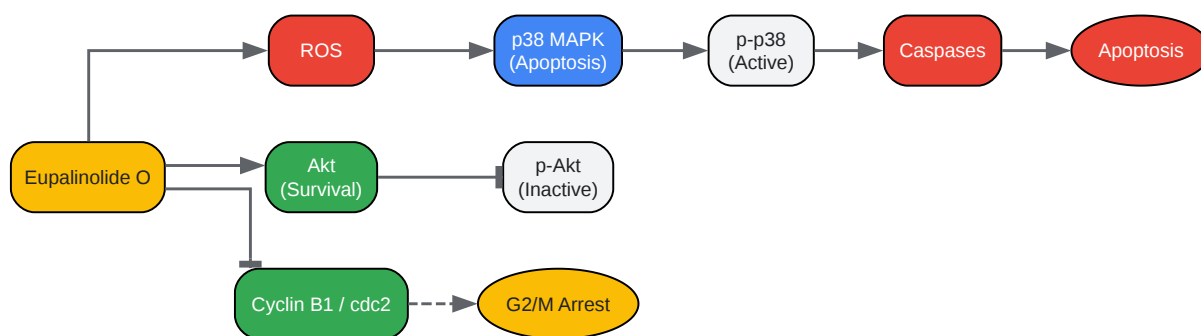 ROS
p38 MAPK
(Apoptosis)
p-p38
(Active)
Caspases
Apoptosis
Eupalinolide O
Akt
(Survival)
p-Akt
(Inactive)
Cyclin B1 / cdc2
G2/M Arrest